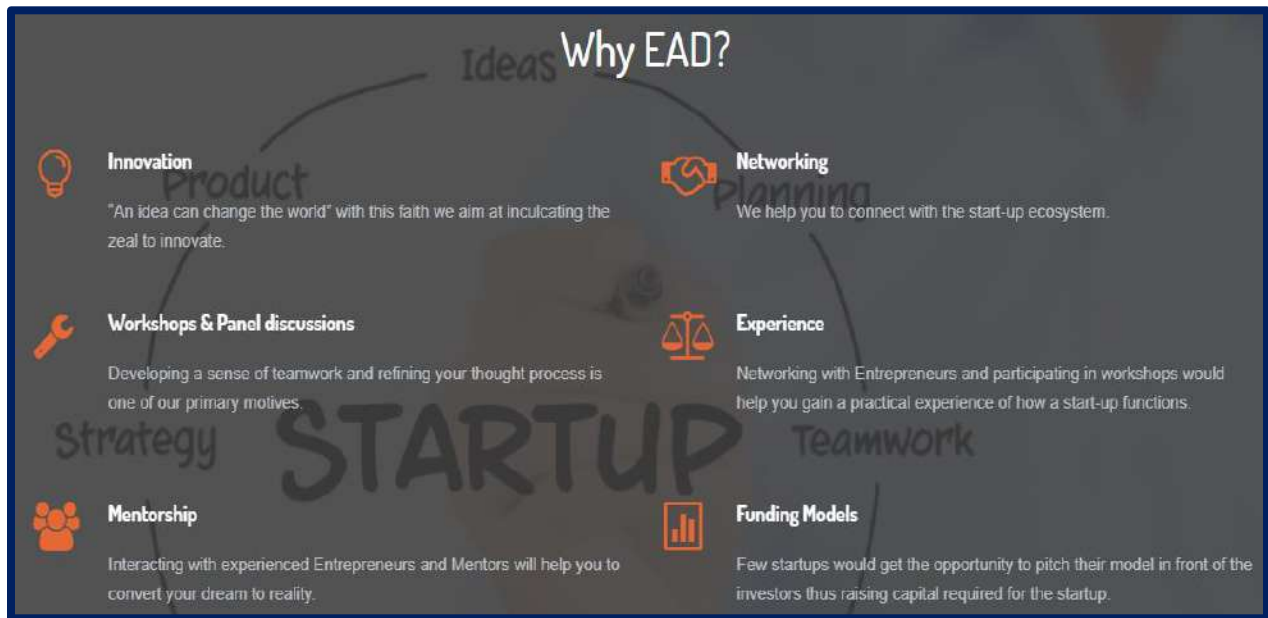 Why EAD?
Ideas
Product
Planning
Strategy
STARTUP
Teamwork
Innovation
"An idea can change the world" with this faith we aim at inculcating the
zeal to innovate.
Networking
We help you to connect with the start-up ecosystem.
Workshops & Panel discussions
Developing a sense of teamwork and refining your thought process is
one of our primary motives.
Experience
Networking with Entrepreneurs and participating in workshops would
help you gain a practical experience of how a start-up functions.
Mentorship
Interacting with experienced Entrepreneurs and Mentors will help you to
convert your dream to reality.
Funding Models
Few startups would get the opportunity to pitch their model in front of the
investors thus raising capital required for the startup.